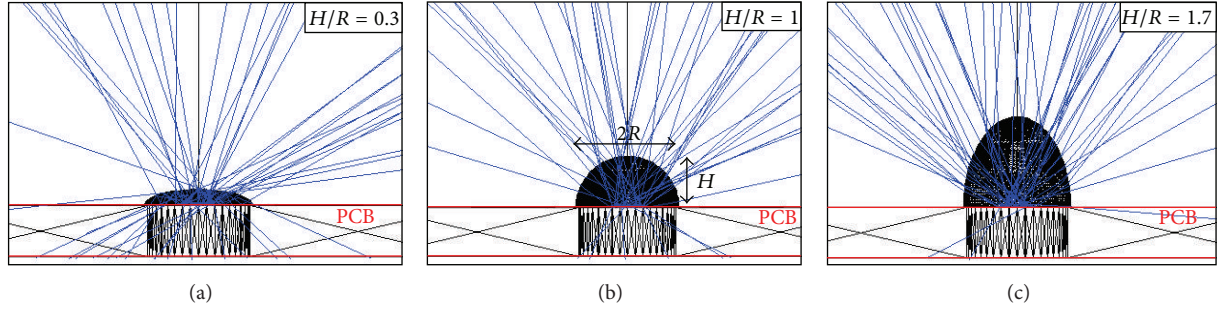 H/R = 0.3
PCB
(a)
H/R = 1
2R
H
PCB
(b)
H/R = 1.7
PCB
(c)